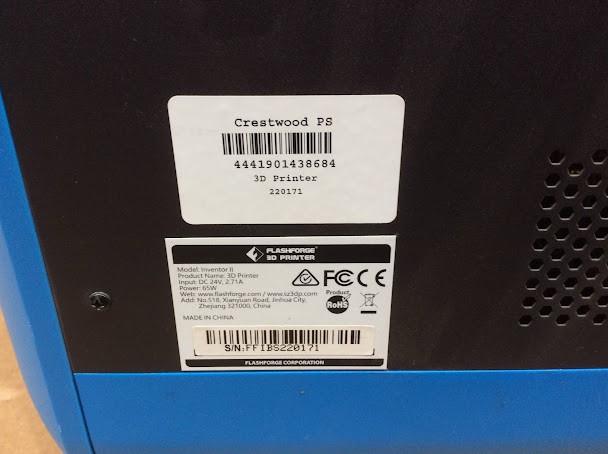 Crestwood PS
4441901438684
3D Printer
220171
FLASHFORGE®
3D PRINTER
Model: Inventor II
Product Name: 3D Printer
Input: DC 24V, 2.71A
Power: 65W
Web: www.flashforge.com / www.sz3dp.com
Add: No.518, Xianyuan Road, Jinhua City,
Zhejiang 321000, China
MADE IN CHINA
FC CE
Product
RoHS
S/N:FFIBS220171
FLASHFORGE CORPORATION